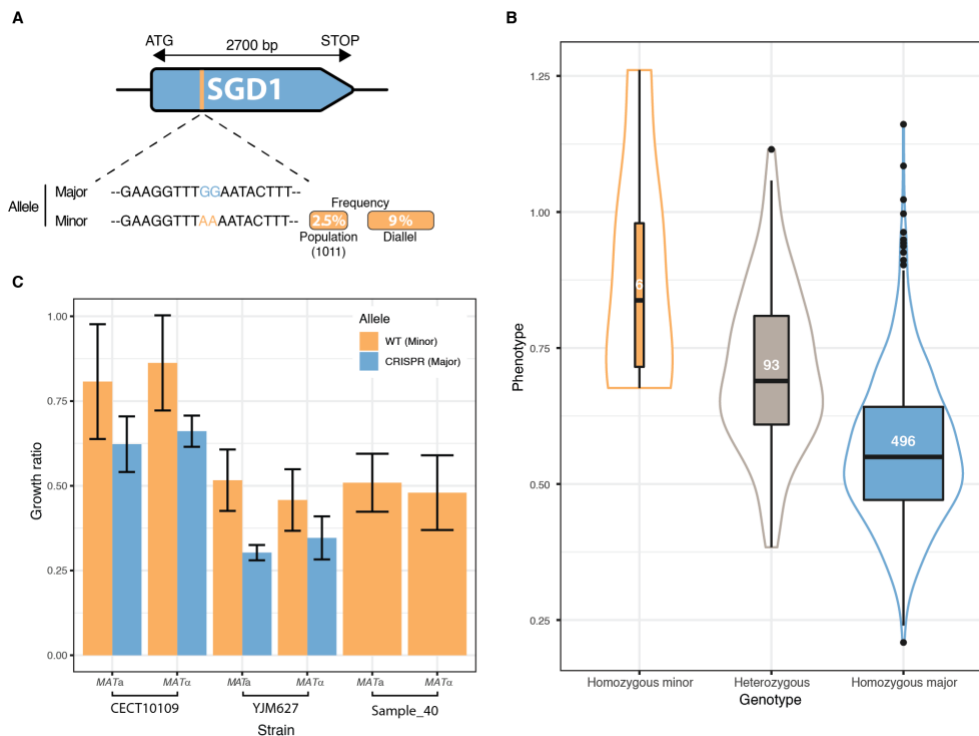 A
ATG
2700 bp
STOP
SGD1
Allele
Major
--GAAGGTTTGGAATACTTT--
Minor
--GAAGGTTTAAAATACTTT--
Frequency
2.5%
9%
Population
(1011)
Diallel
B
Phenotype
1.25
1.00
0.75
0.50
0.25
6
93
496
Homozygous minor
Heterozygous
Homozygous major
Genotype
C
Growth ratio
1.00
0.75
0.50
0.25
0.00
Allele
WT (Minor)
CRISPR (Major)
MATa
MATα
MATa
MATα
MATa
MATα
CECT10109
YJM627
Sample_40
Strain